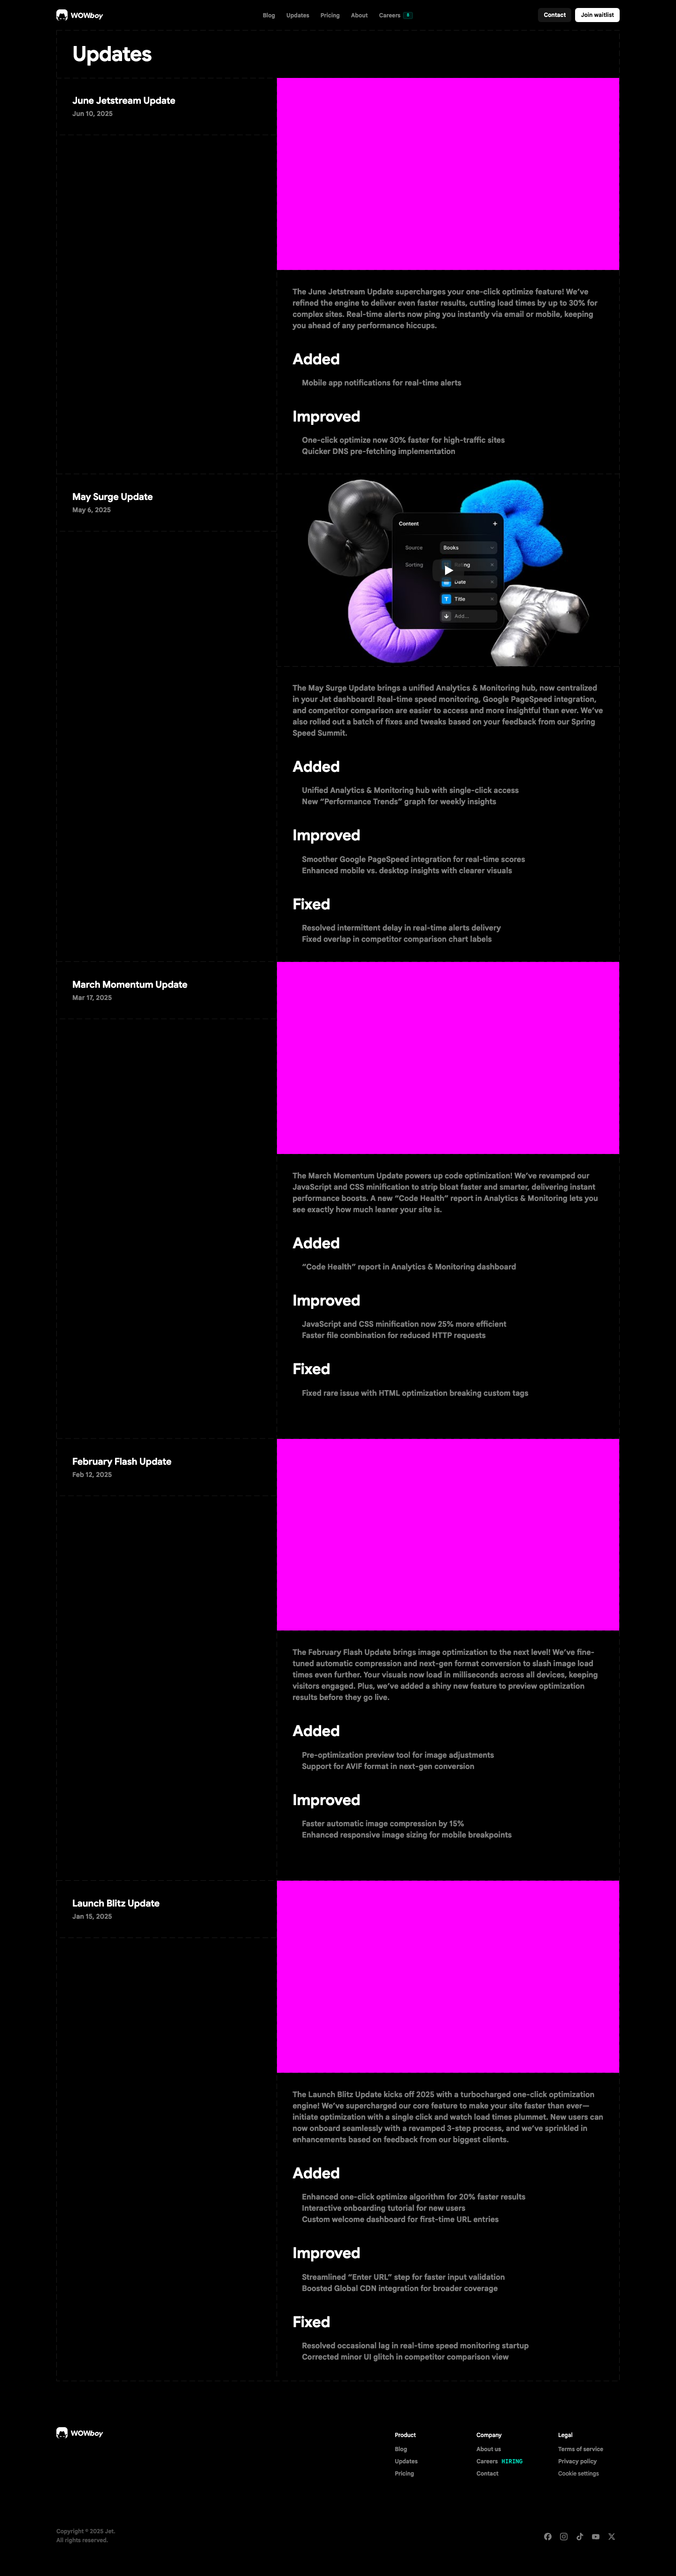 WOWboy
Blog Updates Pricing About Careers
Contact Join waitlist
Updates
June Jetstream Update
Jun 10, 2025
The June Jetstream Update supercharges your one-click optimize feature! We've
refined the engine to deliver even faster results, cutting load times by up to 30% for
complex sites. Real-time alerts now ping you instantly via email or mobile, keeping
you ahead of any performance hiccups.
Added
Mobile app notifications for real-time alerts
Improved
One-click optimize now 30% faster for high-traffic sites
Quicker DNS pre-fetching implementation
May Surge Update
May 6, 2025
Content +
Source Books ×
Sorting
Date ×
T Title ×
Add...
The May Surge Update brings a unified Analytics & Monitoring hub, now centralized
in your Jet dashboard! Real-time speed monitoring, Google PageSpeed integration,
and competitor comparison are easier to access and more insightful than ever. We've
also rolled out a batch of fixes and tweaks based on your feedback from our Spring
Speed Summit.
Added
Unified Analytics & Monitoring hub with single-click access
New “Performance Trends” graph for weekly insights
Improved
Smoother Google PageSpeed integration for real-time scores
Enhanced mobile vs. desktop insights with clearer visuals
Fixed
Resolved intermittent delay in real-time alerts delivery
Fixed overlap in competitor comparison chart labels
March Momentum Update
Mar 17, 2025
The March Momentum Update powers up code optimization! We've revamped our
JavaScript and CSS minification to strip bloat faster and smarter, delivering instant
performance boosts. A new “Code Health” report in Analytics & Monitoring lets you
see exactly how much leaner your site is.
Added
“Code Health” report in Analytics & Monitoring dashboard
Improved
JavaScript and CSS minification now 25% more efficient
Faster file combination for reduced HTTP requests
Fixed
Fixed rare issue with HTML optimization breaking custom tags
February Flash Update
Feb 12, 2025
The February Flash Update brings image optimization to the next level! We've fine-
tuned automatic compression and next-gen format conversion to slash image load
times even further. Your visuals now load in milliseconds across all devices, keeping
visitors engaged. Plus, we've added a shiny new feature to preview optimization
results before they go live.
Added
Pre-optimization preview tool for image adjustments
Support for AVIF format in next-gen conversion
Improved
Faster automatic image compression by 15%
Enhanced responsive image sizing for mobile breakpoints
Launch Blitz Update
Jan 15, 2025
The Launch Blitz Update kicks off 2025 with a turbocharged one-click optimization
engine! We've supercharged our core feature to make your site faster than ever—
initiate optimization with a single click and watch load times plummet. New users can
now onboard seamlessly with a revamped 3-step process, and we've sprinkled in
enhancements based on feedback from our biggest clients.
Added
Enhanced one-click optimize algorithm for 20% faster results
Interactive onboarding tutorial for new users
Custom welcome dashboard for first-time URL entries
Improved
Streamlined “Enter URL” step for faster input validation
Boosted Global CDN integration for broader coverage
Fixed
Resolved occasional lag in real-time speed monitoring startup
Corrected minor UI glitch in competitor comparison view
WOWboy
Product Company Legal
Blog About us Terms of service
Updates Careers HIRING Privacy policy
Pricing Contact Cookie settings
Copyright © 2025 Jet.
All rights reserved.